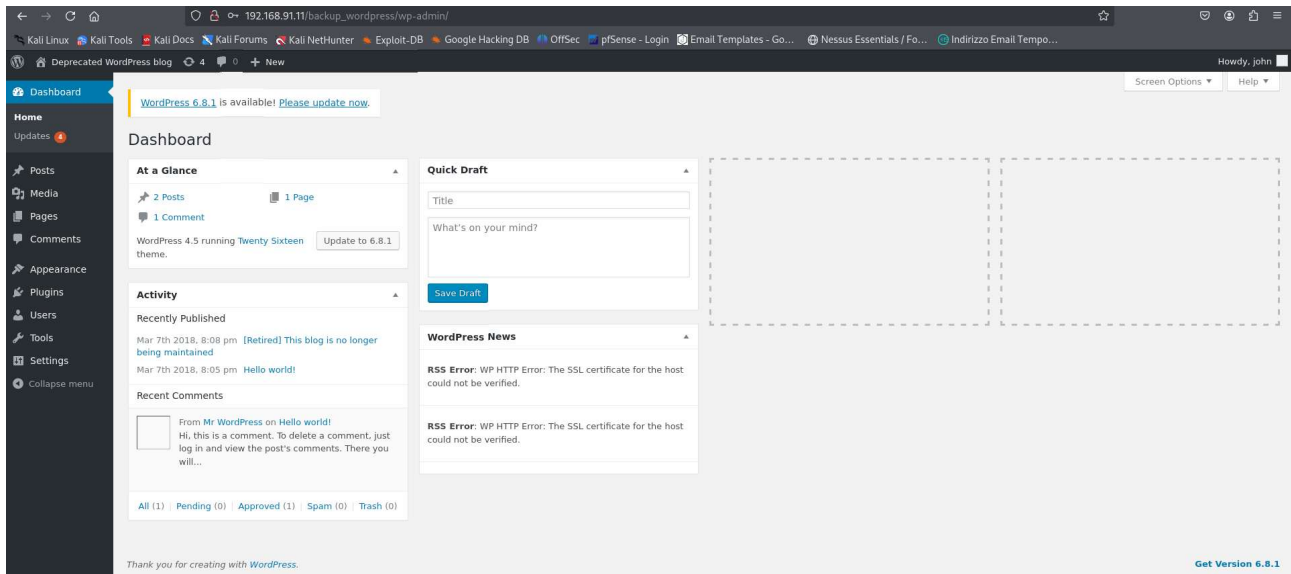 192.168.91.11/backup_wordpress/wp-admin/
Kali Linux Kali Tools Kali Docs Kali Forums Kali NetHunter Exploit-DB Google Hacking DB OffSec pfSense - Login Email Templates - Go... Nessus Essentials / Fo... Indirizzo Email Tempo...
Deprecated WordPress blog 4 0 + New Howdy, john
Screen Options ▼ Help ▼
Dashboard
Home
Updates 4
Posts
Media
Pages
Comments
Appearance
Plugins
Users
Tools
Settings
Collapse menu
WordPress 6.8.1 is available! Please update now.
Dashboard
At a Glance
2 Posts 1 Page
1 Comment
WordPress 4.5 running Twenty Sixteen
theme.
Update to 6.8.1
Activity
Recently Published
Mar 7th 2018, 8:08 pm [Retired] This blog is no longer
being maintained
Mar 7th 2018, 8:05 pm Hello world!
Recent Comments
From Mr WordPress on Hello world!
Hi, this is a comment. To delete a comment, just
log in and view the post's comments. There you
will...
All (1) | Pending (0) | Approved (1) | Spam (0) | Trash (0)
Quick Draft
Title
What's on your mind?
Save Draft
WordPress News
RSS Error: WP HTTP Error: The SSL certificate for the host
could not be verified.
RSS Error: WP HTTP Error: The SSL certificate for the host
could not be verified.
Thank you for creating with WordPress.
Get Version 6.8.1